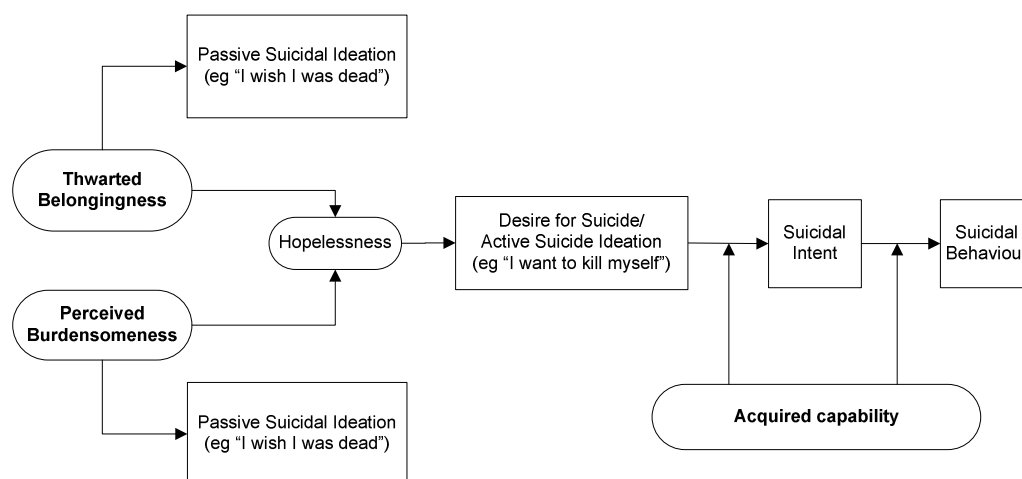 Passive Suicidal Ideation
(eg “I wish I was dead”)
Thwarted
Belongingness
Hopelessness
Desire for Suicide/
Active Suicide Ideation
(eg “I want to kill myself”)
Suicidal
Intent
Suicidal
Behaviour
Perceived
Burdensomeness
Acquired capability
Passive Suicidal Ideation
(eg “I wish I was dead”)